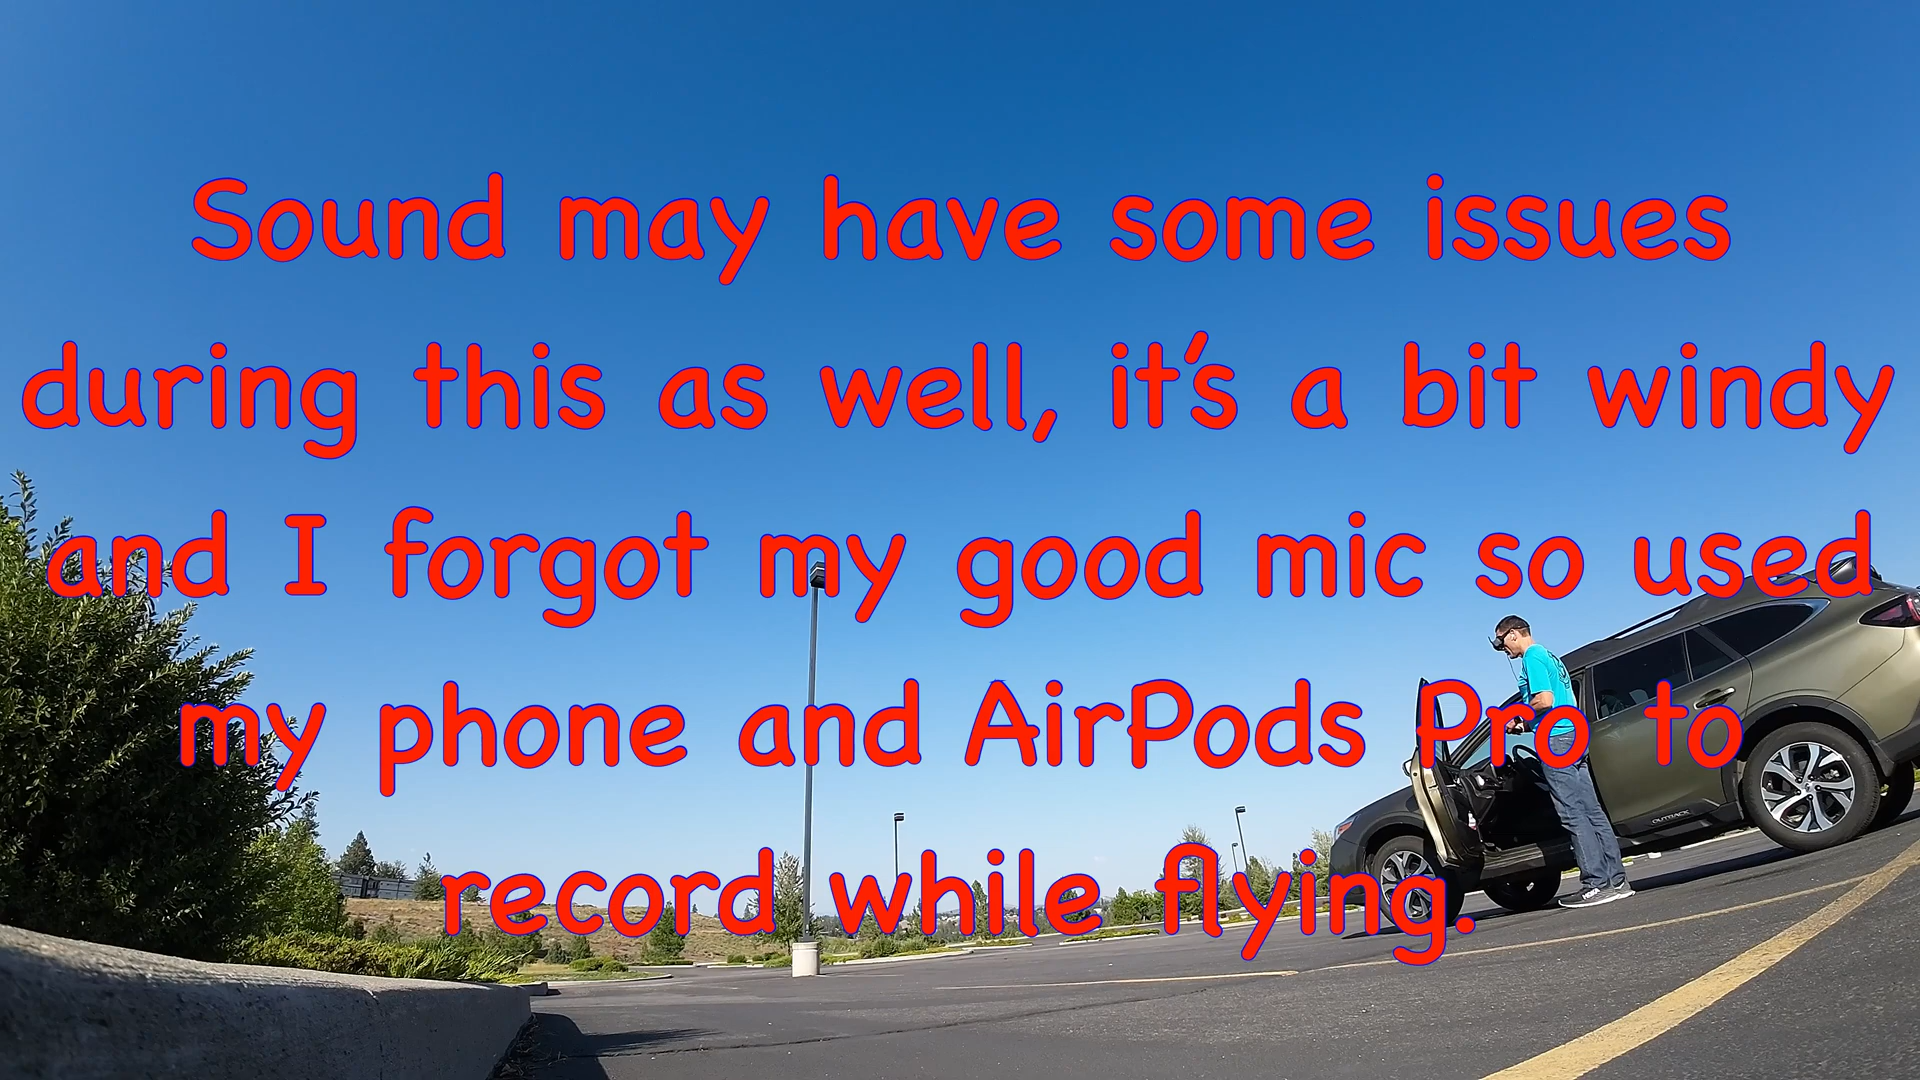 Sound may have some issues
during this as well, it's a bit windy
and I forgot my good mic so used
my phone and AirPods Pro to
record while flying.
OUTBACK